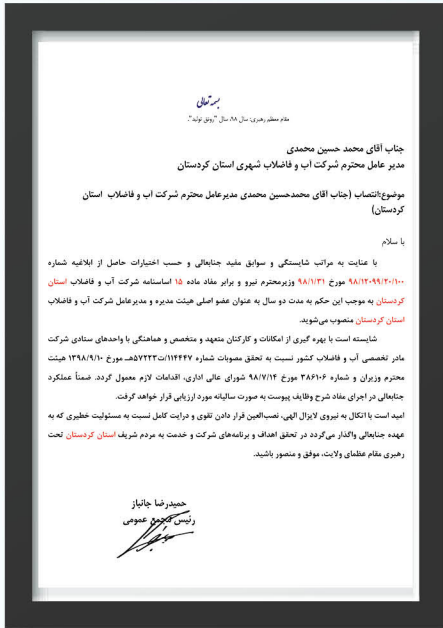 بسمه تعالی
مقام معظم رهبری: سال ۹۸، سال "رونق تولید".
جناب آقای محمد حسین محمدی
مدیر عامل محترم شرکت آب و فاضلاب شهری استان کردستان
موضوع:انتصاب (جناب آقای محمدحسین محمدی مدیرعامل محترم شرکت آب و فاضلاب استان
کردستان)
با سلام
با عنایت به مراتب شایستگی و سوابق مفید جنابعالی و حسب اختیارات حاصل از ابلاغیه شماره
۹۸/۱۲۰۹۹/۲۰/۱۰۰ مورخ ۹۸/۱/۳۱ وزیرمحترم نیرو و برابر مفاد ماده ۱۵ اساسنامه شرکت آب و فاضلاب استان
کردستان به موجب این حکم به مدت دو سال به عنوان عضو اصلی هیئت مدیره و مدیرعامل شرکت آب و فاضلاب
استان کردستان منصوب می‌شوید.
شایسته است با بهره گیری از امکانات و کارکنان متعهد و متخصص و هماهنگی با واحدهای ستادی شرکت
مادر تخصصی آب و فاضلاب کشور نسبت به تحقق مصوبات شماره ۱۱۴۴۴۷/ت۵۷۲۲۳هـ مورخ ۱۳۹۸/۹/۱۰ هیئت
محترم وزیران و شماره ۳۸۶۱۰۶ مورخ ۹۸/۷/۱۴ شورای عالی اداری، اقدامات لازم معمول گردد. ضمناً عملکرد
جنابعالی در اجرای مفاد شرح وظایف پیوست به صورت سالیانه مورد ارزیابی قرار خواهد گرفت.
امید است با اتکال به نیروی لایزال الهی، نصب‌العین قرار دادن تقوی و درایت کامل نسبت به مسئولیت خطیری که به
عهده جنابعالی واگذار می‌گردد در تحقق اهداف و برنامه‌های شرکت و خدمت به مردم شریف استان کردستان تحت
رهبری مقام عظمای ولایت، موفق و منصور باشید.
حمیدرضا جانباز
رئیس مجمع عمومی